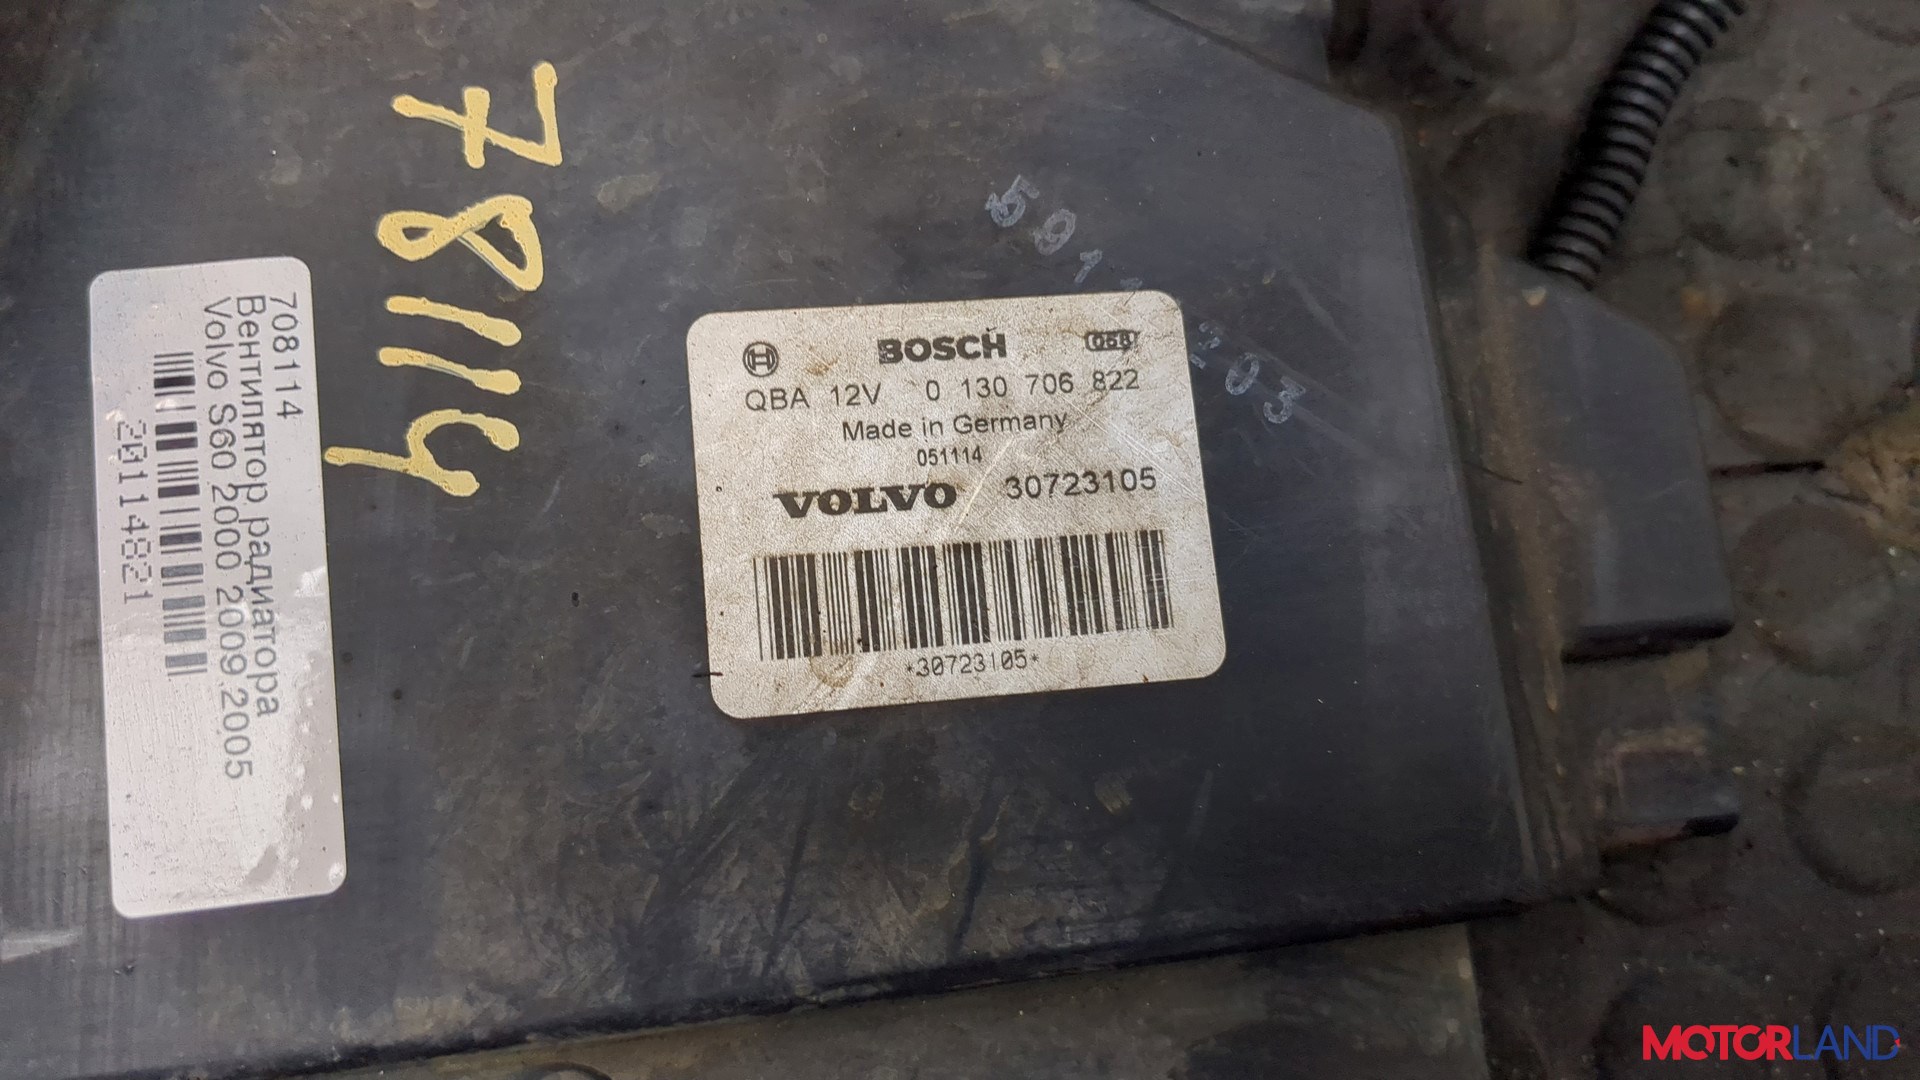 708114
Вентилятор радиатора
Volvo S60 2000 2009 2005
20114821
78114
BOSCH
058
QBA 12V 0 130 706 822
Made in Germany
051114
VOLVO 30723105
*30723105*
MOTORLAND